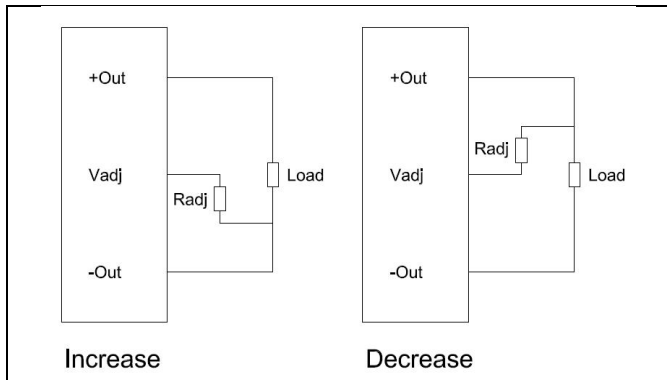 +Out
Vadj
Radj
Load
-Out
Increase
+Out
Radj
Vadj
Load
-Out
Decrease